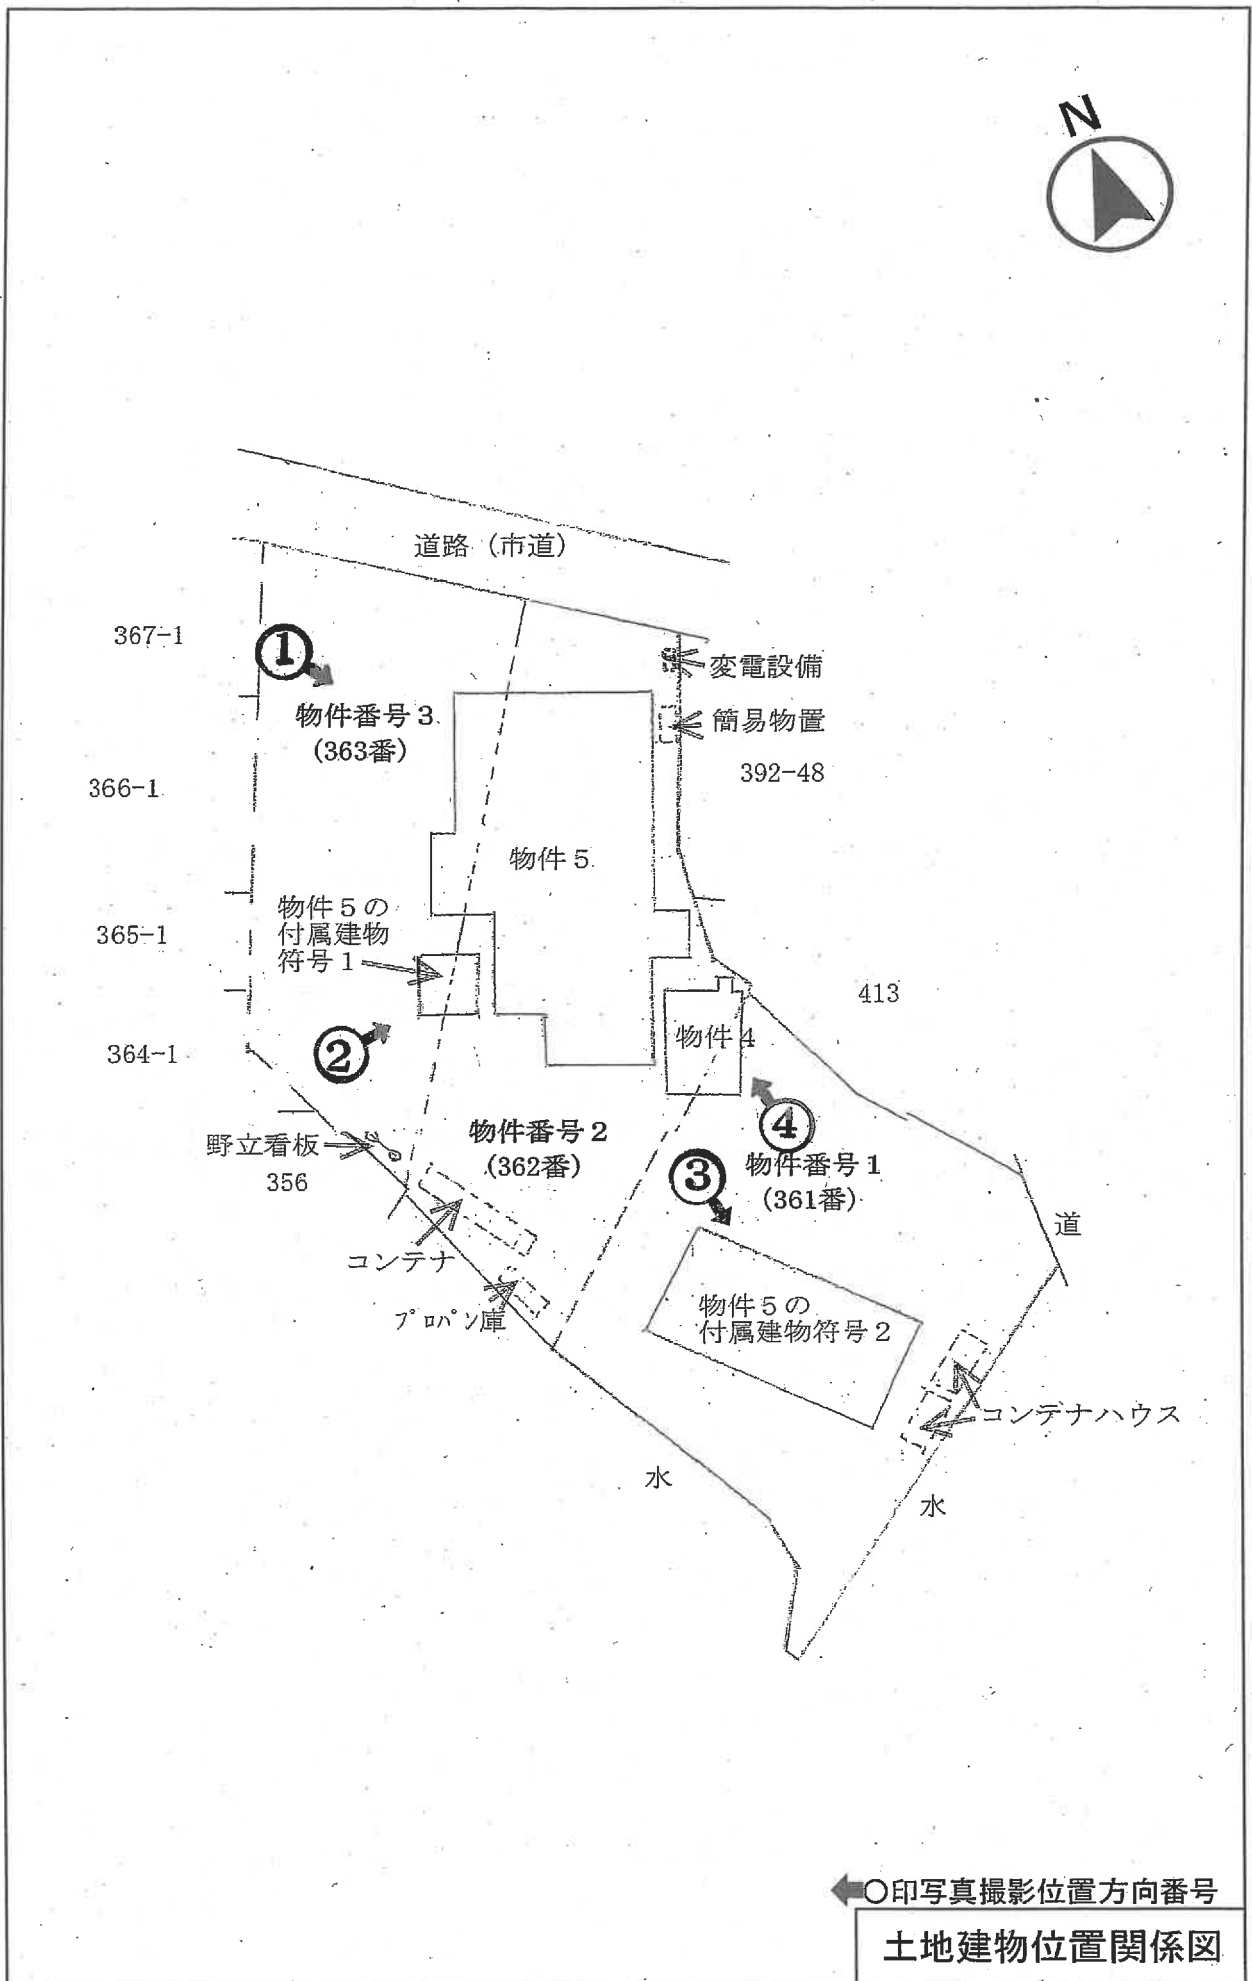 N
道路(市道)
367-1
①
変電設備
物件番号3
(363番)
簡易物置
392-48
366-1
物件5
物件5の
付属建物
符号1
365-1
413
物件4
②
364-1
④
物件番号2
(362番)
野立看板
356
③
物件番号1
(361番)
道
コンテナ
プロパン庫
物件5の
付属建物符号2
コンテナハウス
水
水
○印写真撮影位置方向番号
土地建物位置関係図